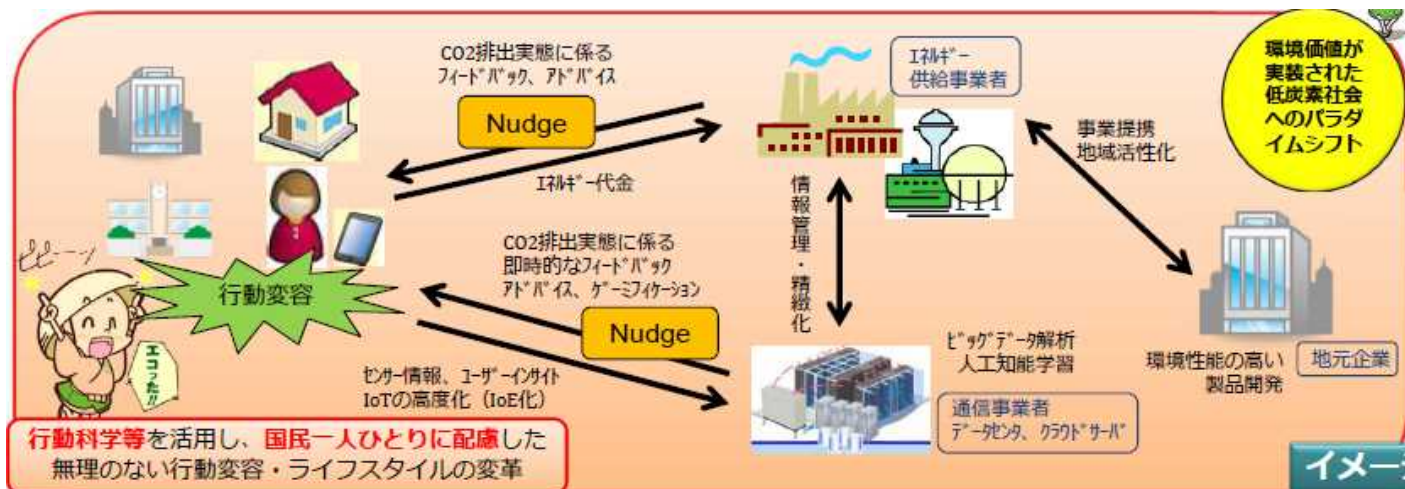 CO2排出実態に係る
フィードバック、アドバイス
Nudge
エネルギー代金
エネルギー
供給事業者
環境価値が
実装された
低炭素社会
へのパラダ
イムシフト
事業提携
地域活性化
情報管理・精緻化
CO2排出実態に係る
即時的なフィードバック
アドバイス、ゲーミフィケーション
Nudge
行動変容
ピピーッ
エコった!!
センサー情報、ユーザーインサイト
IoTの高度化(IoE化)
ビッグデータ解析
人工知能学習
通信事業者
データセンタ、クラウドサーバ
環境性能の高い
製品開発
地元企業
行動科学等を活用し、国民一人ひとりに配慮した
無理のない行動変容・ライフスタイルの変革
イメー